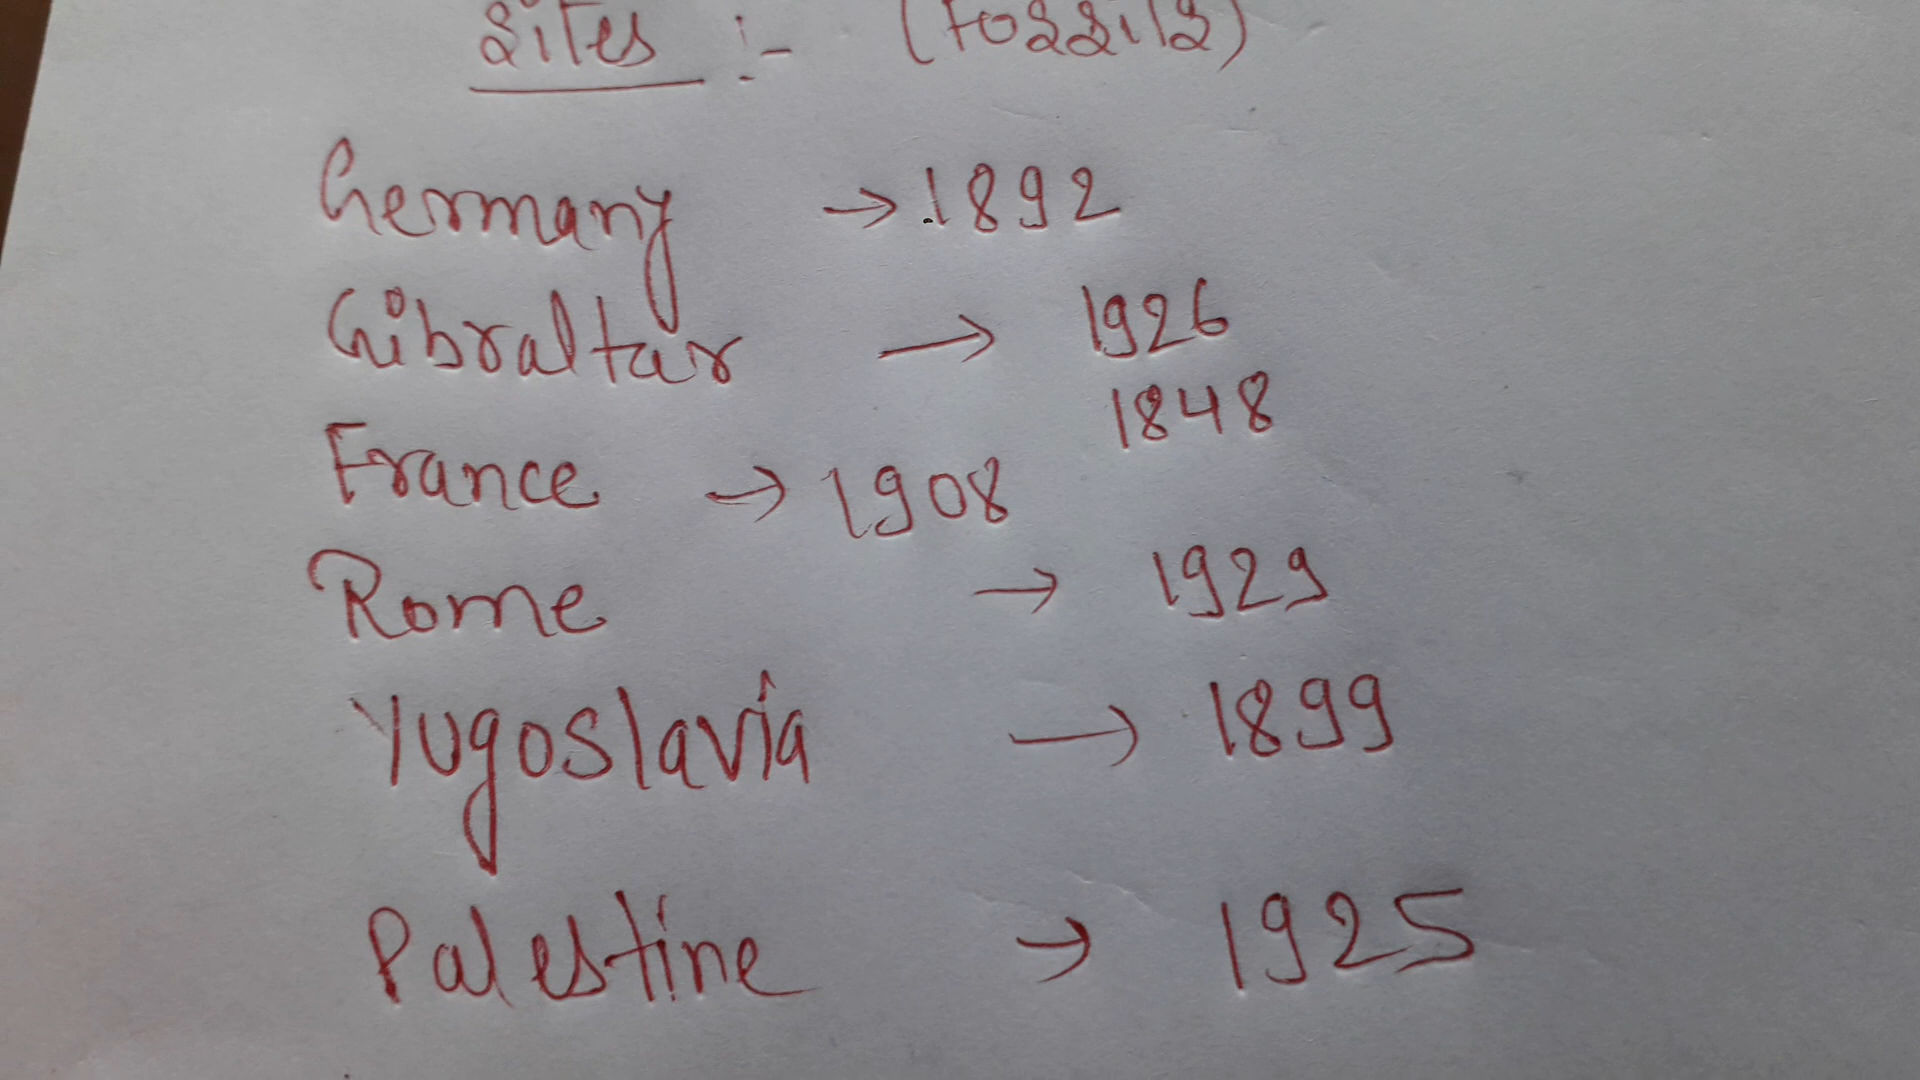 Sites :- (Fossils)
Germany → 1892
Gibraltar → 1926
1848
France → 1908
Rome → 1929
Yugoslavia → 1899
Palestine → 1925